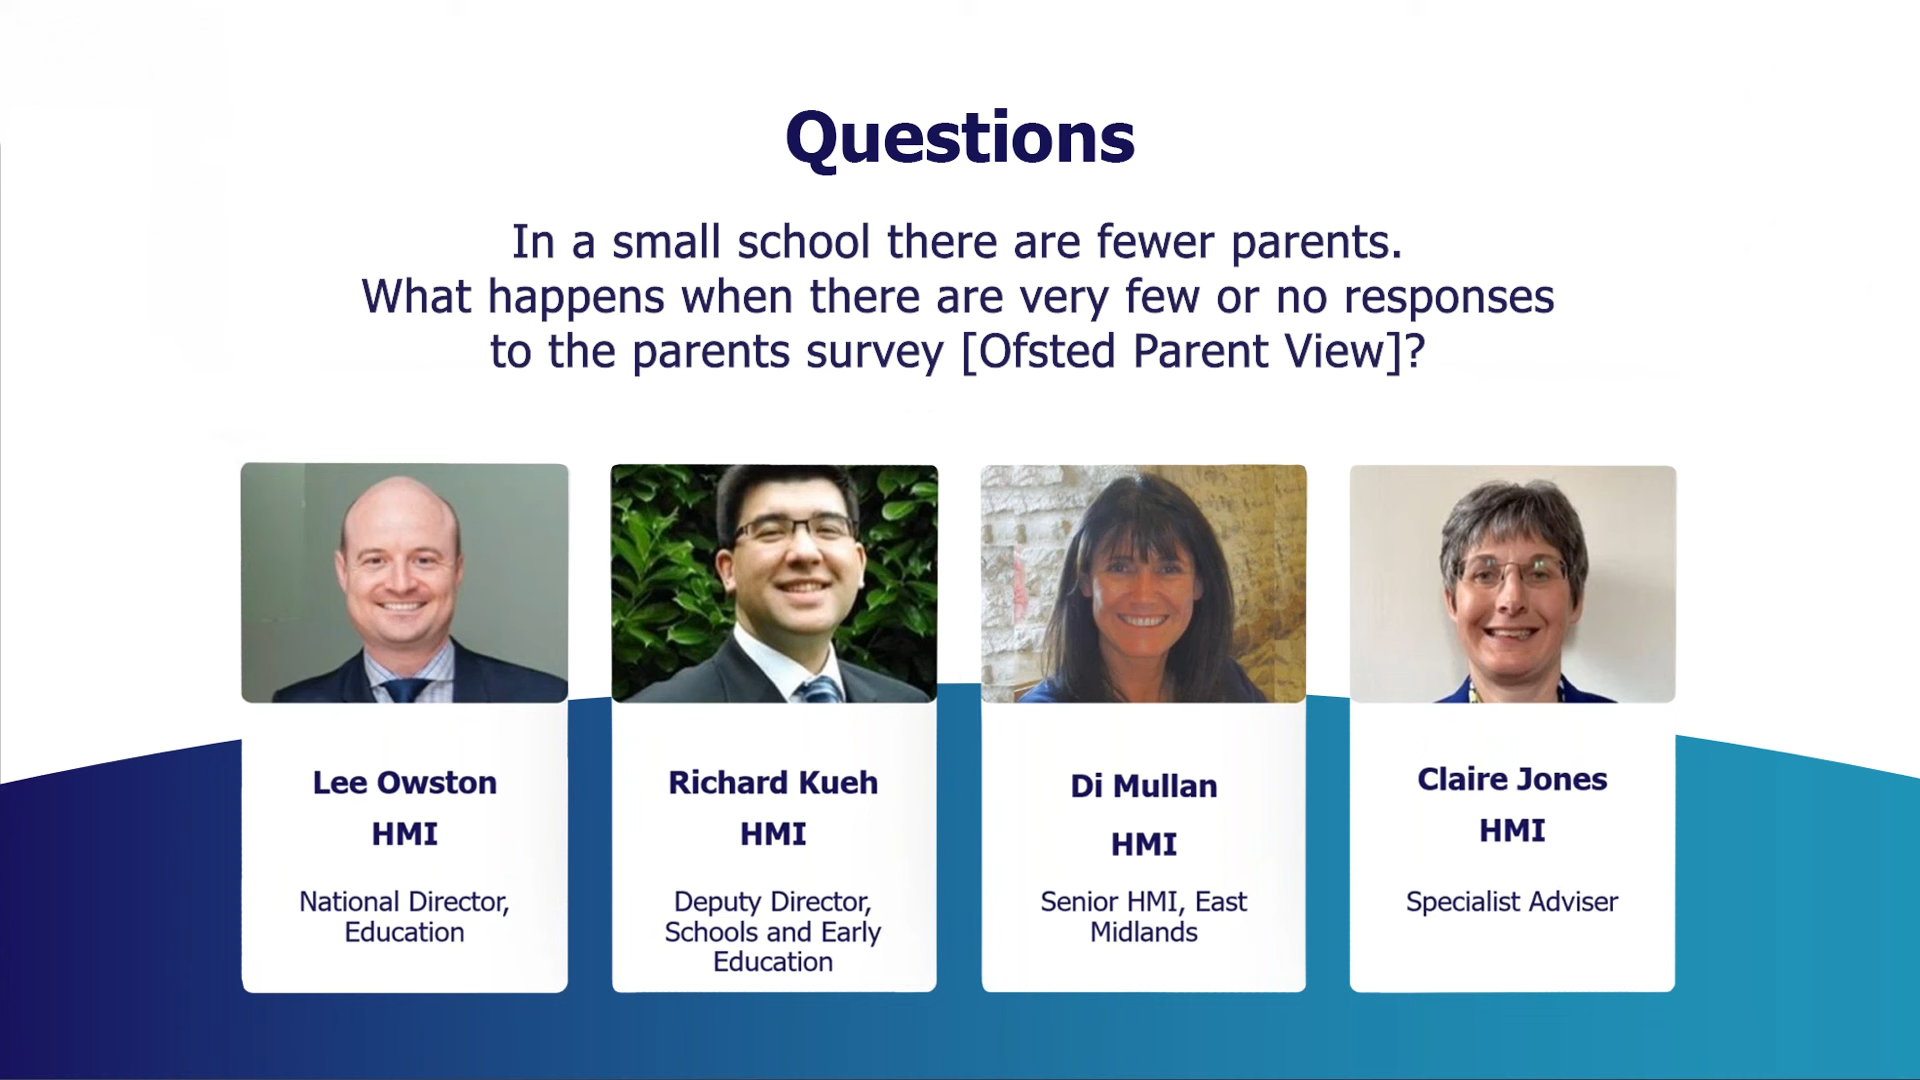 Questions
In a small school there are fewer parents.
What happens when there are very few or no responses
to the parents survey [Ofsted Parent View]?
Lee Owston
HMI
National Director,
Education
Richard Kueh
HMI
Deputy Director,
Schools and Early
Education
Di Mullan
HMI
Senior HMI, East
Midlands
Claire Jones
HMI
Specialist Adviser